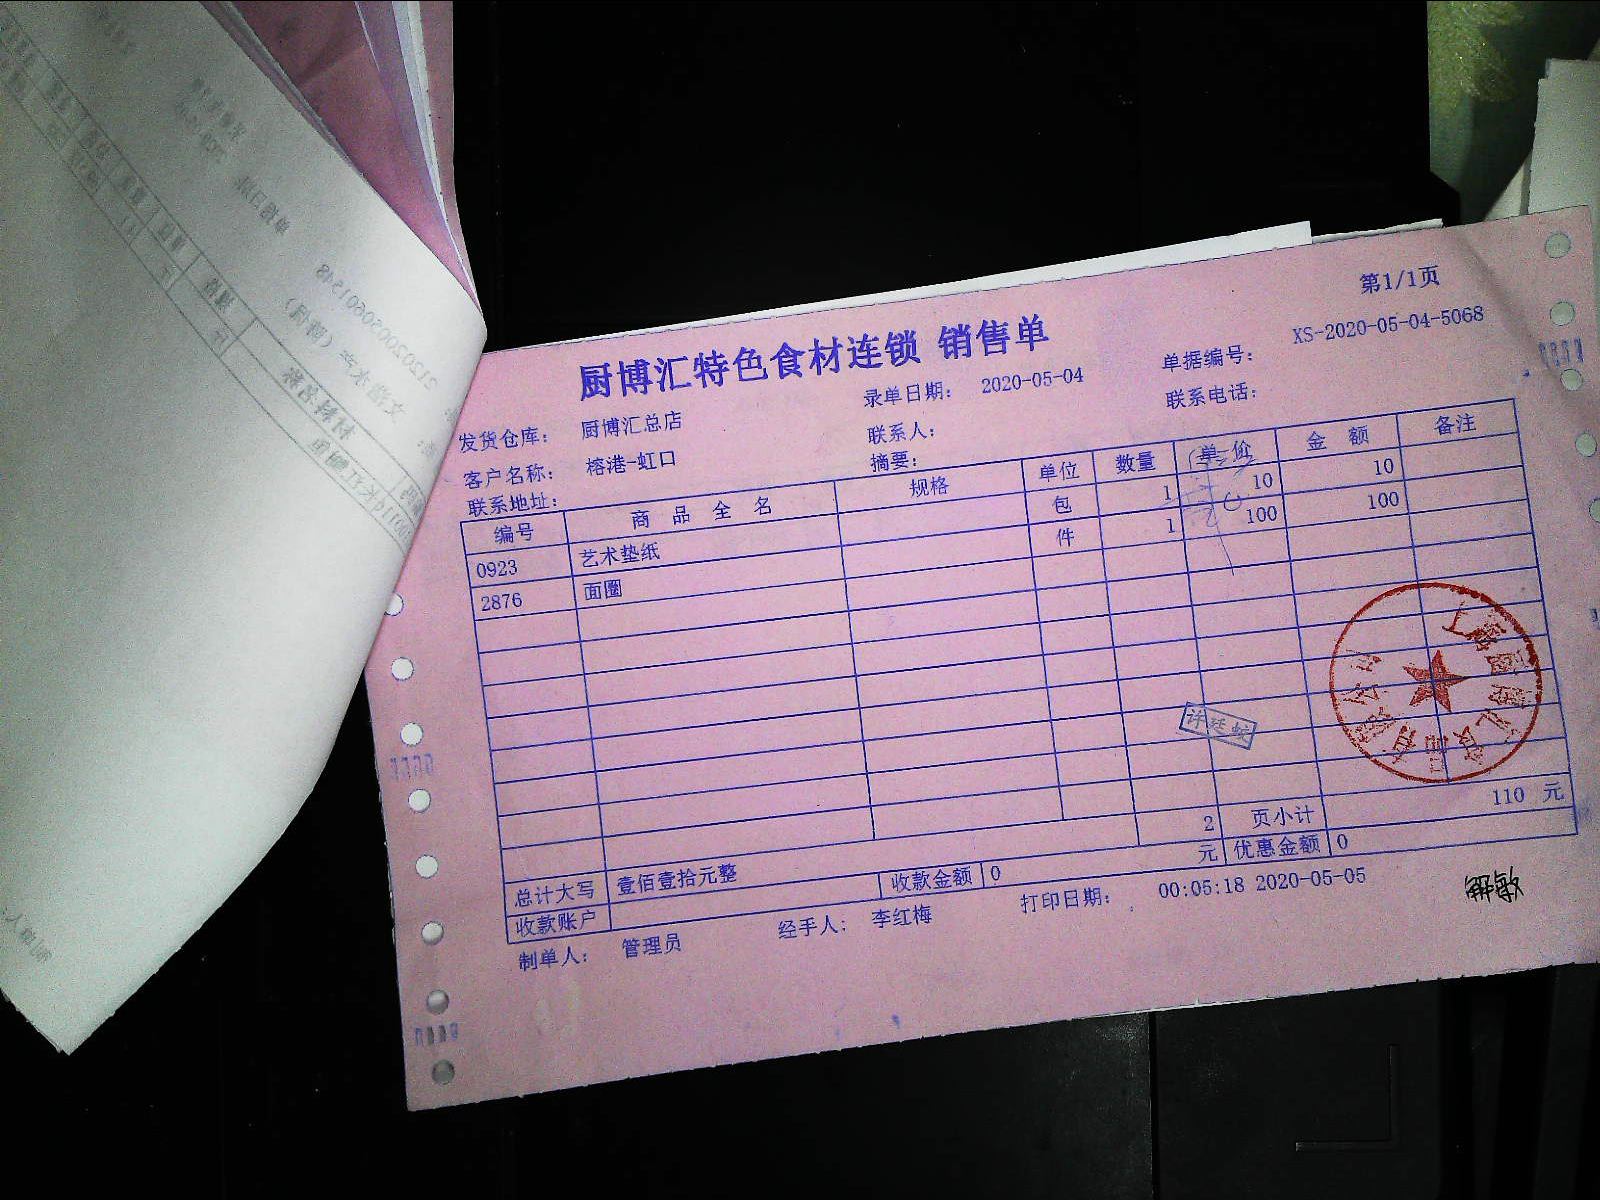 第1/1页
厨博汇特色食材连锁 销售单
发货仓库： 厨博汇总店 录单日期： 2020-05-04 单据编号： XS-2020-05-04-5068
客户名称： 榕港-虹口 联系人： 联系电话：
联系地址： 摘要：
编号 商品全名 规格 单位 数量 单价 金额 备注
0923 艺术垫纸 包 1 10 10
2876 面圈 件 1 100 100
许廷
2 页小计 110 元
总计大写 壹佰壹拾元整 收款金额 0 元 优惠金额 0
收款账户
制单人： 管理员 经手人： 李红梅 打印日期： 00:05:18 2020-05-05